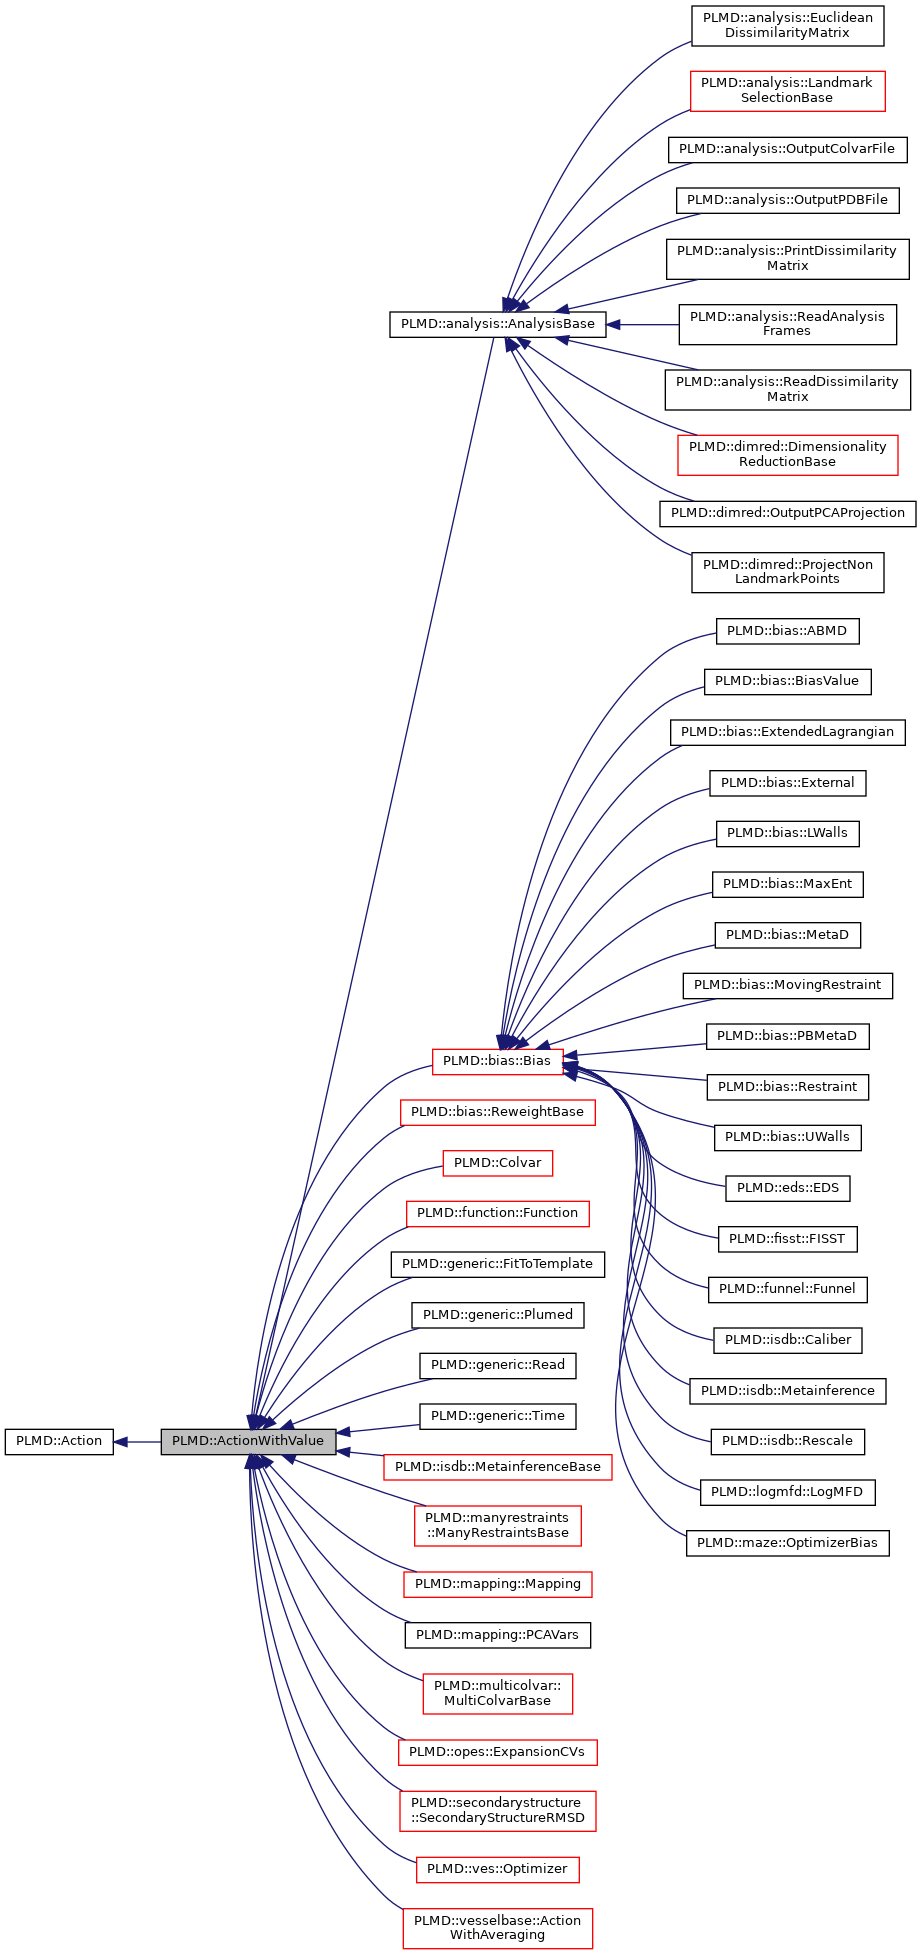 PLMD::analysis::Euclidean
DissimilarityMatrix
PLMD::analysis::Landmark
SelectionBase
PLMD::analysis::OutputColvarFile
PLMD::analysis::OutputPDBFile
PLMD::analysis::PrintDissimilarity
Matrix
PLMD::analysis::AnalysisBase
PLMD::analysis::ReadAnalysis
Frames
PLMD::analysis::ReadDissimilarity
Matrix
PLMD::dimred::Dimensionality
ReductionBase
PLMD::dimred::OutputPCAProjection
PLMD::dimred::ProjectNon
LandmarkPoints
PLMD::bias::ABMD
PLMD::bias::BiasValue
PLMD::bias::ExtendedLagrangian
PLMD::bias::External
PLMD::bias::LWalls
PLMD::bias::MaxEnt
PLMD::bias::MetaD
PLMD::bias::MovingRestraint
PLMD::bias::PBMetaD
PLMD::bias::Bias
PLMD::bias::Restraint
PLMD::bias::ReweightBase
PLMD::bias::UWalls
PLMD::Colvar
PLMD::eds::EDS
PLMD::function::Function
PLMD::fisst::FISST
PLMD::generic::FitToTemplate
PLMD::funnel::Funnel
PLMD::generic::Plumed
PLMD::isdb::Caliber
PLMD::generic::Read
PLMD::isdb::Metainference
PLMD::generic::Time
PLMD::Action
PLMD::ActionWithValue
PLMD::isdb::Rescale
PLMD::isdb::MetainferenceBase
PLMD::logmfd::LogMFD
PLMD::manyrestraints
::ManyRestraintsBase
PLMD::maze::OptimizerBias
PLMD::mapping::Mapping
PLMD::mapping::PCAVars
PLMD::multicolvar::
MultiColvarBase
PLMD::opes::ExpansionCVs
PLMD::secondarystructure
::SecondaryStructureRMSD
PLMD::ves::Optimizer
PLMD::vesselbase::Action
WithAveraging